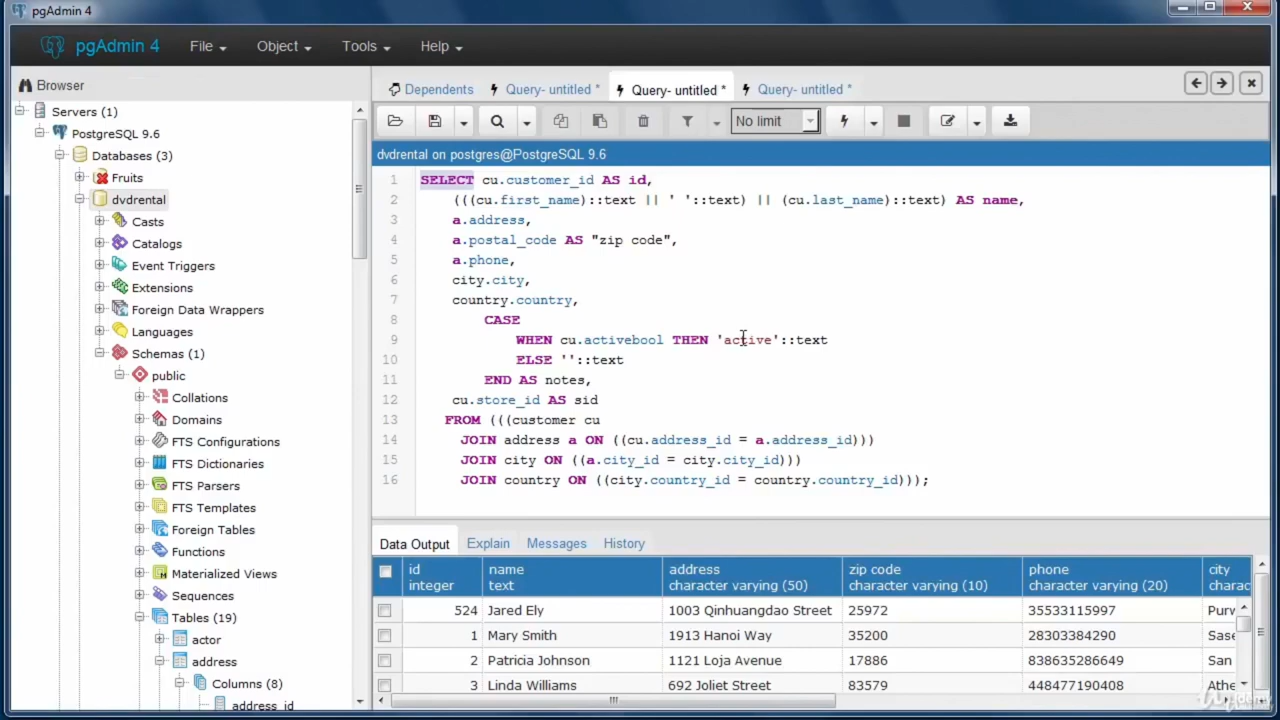 pgAdmin 4
pgAdmin 4 File Object Tools Help
Browser
Servers (1)
PostgreSQL 9.6
Databases (3)
Fruits
dvdrental
Casts
Catalogs
Event Triggers
Extensions
Foreign Data Wrappers
Languages
Schemas (1)
public
Collations
Domains
FTS Configurations
FTS Dictionaries
FTS Parsers
FTS Templates
Foreign Tables
Functions
Materialized Views
Sequences
Tables (19)
actor
address
Columns (8)
address_id
Dependents Query- untitled * Query- untitled * Query- untitled *
No limit
dvdrental on postgres@PostgreSQL 9.6
1 SELECT cu.customer_id AS id,
2 (((cu.first_name)::text || ' '::text) || (cu.last_name)::text) AS name,
3 a.address,
4 a.postal_code AS "zip code",
5 a.phone,
6 city.city,
7 country.country,
8 CASE
9 WHEN cu.activebool THEN 'active'::text
10 ELSE ''::text
11 END AS notes,
12 cu.store_id AS sid
13 FROM (((customer cu
14 JOIN address a ON ((cu.address_id = a.address_id)))
15 JOIN city ON ((a.city_id = city.city_id)))
16 JOIN country ON ((city.country_id = country.country_id)));
Data Output Explain Messages History
id name address zip code phone city
integer text character varying (50) character varying (10) character varying (20) charac
524 Jared Ely 1003 Qinhuangdao Street 25972 35533115997 Purw
1 Mary Smith 1913 Hanoi Way 35200 28303384290 Sase
2 Patricia Johnson 1121 Loja Avenue 17886 838635286649 San
3 Linda Williams 692 Joliet Street 83579 448477190408 Athe